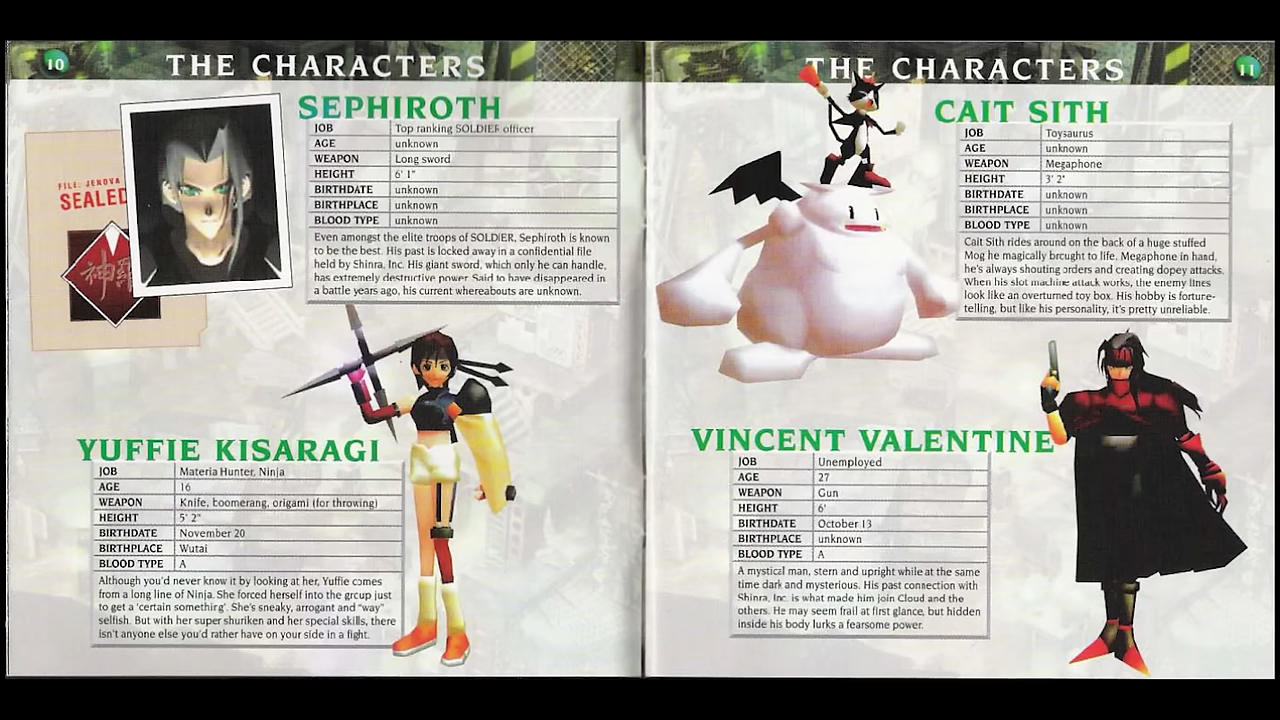 10
THE CHARACTERS
SEPHIROTH
JOB Top ranking SOLDIER officer
AGE unknown
WEAPON Long sword
HEIGHT 6' 1"
BIRTHDATE unknown
BIRTHPLACE unknown
BLOOD TYPE unknown
Even amongst the elite troops of SOLDIER, Sephiroth is known
to be the best. His past is locked away in a confidential file
held by Shinra, Inc. His giant sword, which only he can handle,
has extremely destructive power. Said to have disappeared in
a battle years ago, his current whereabouts are unknown.
FILE: JENOVA
SEALED
神羅
YUFFIE KISARAGI
JOB Materia Hunter, Ninja
AGE 16
WEAPON Knife, boomerang, origami (for throwing)
HEIGHT 5' 2"
BIRTHDATE November 20
BIRTHPLACE Wutai
BLOOD TYPE A
Although you'd never know it by looking at her, Yuffie comes
from a long line of Ninja. She forced herself into the group just
to get a 'certain something'. She's sneaky, arrogant and "way"
selfish. But with her super shuriken and her special skills, there
isn't anyone else you'd rather have on your side in a fight.
THE CHARACTERS
11
CAIT SITH
JOB Toysaurus
AGE unknown
WEAPON Megaphone
HEIGHT 3' 2"
BIRTHDATE unknown
BIRTHPLACE unknown
BLOOD TYPE unknown
Cait Sith rides around on the back of a huge stuffed
Mog he magically brought to life. Megaphone in hand,
he's always shouting orders and creating dopey attacks.
When his slot machine attack works, the enemy lines
look like an overturned toy box. His hobby is fortune-
telling, but like his personality, it's pretty unreliable.
VINCENT VALENTINE
JOB Unemployed
AGE 27
WEAPON Gun
HEIGHT 6'
BIRTHDATE October 13
BIRTHPLACE unknown
BLOOD TYPE A
A mystical man, stern and upright while at the same
time dark and mysterious. His past connection with
Shinra, Inc. is what made him join Cloud and the
others. He may seem frail at first glance, but hidden
inside his body lurks a fearsome power.